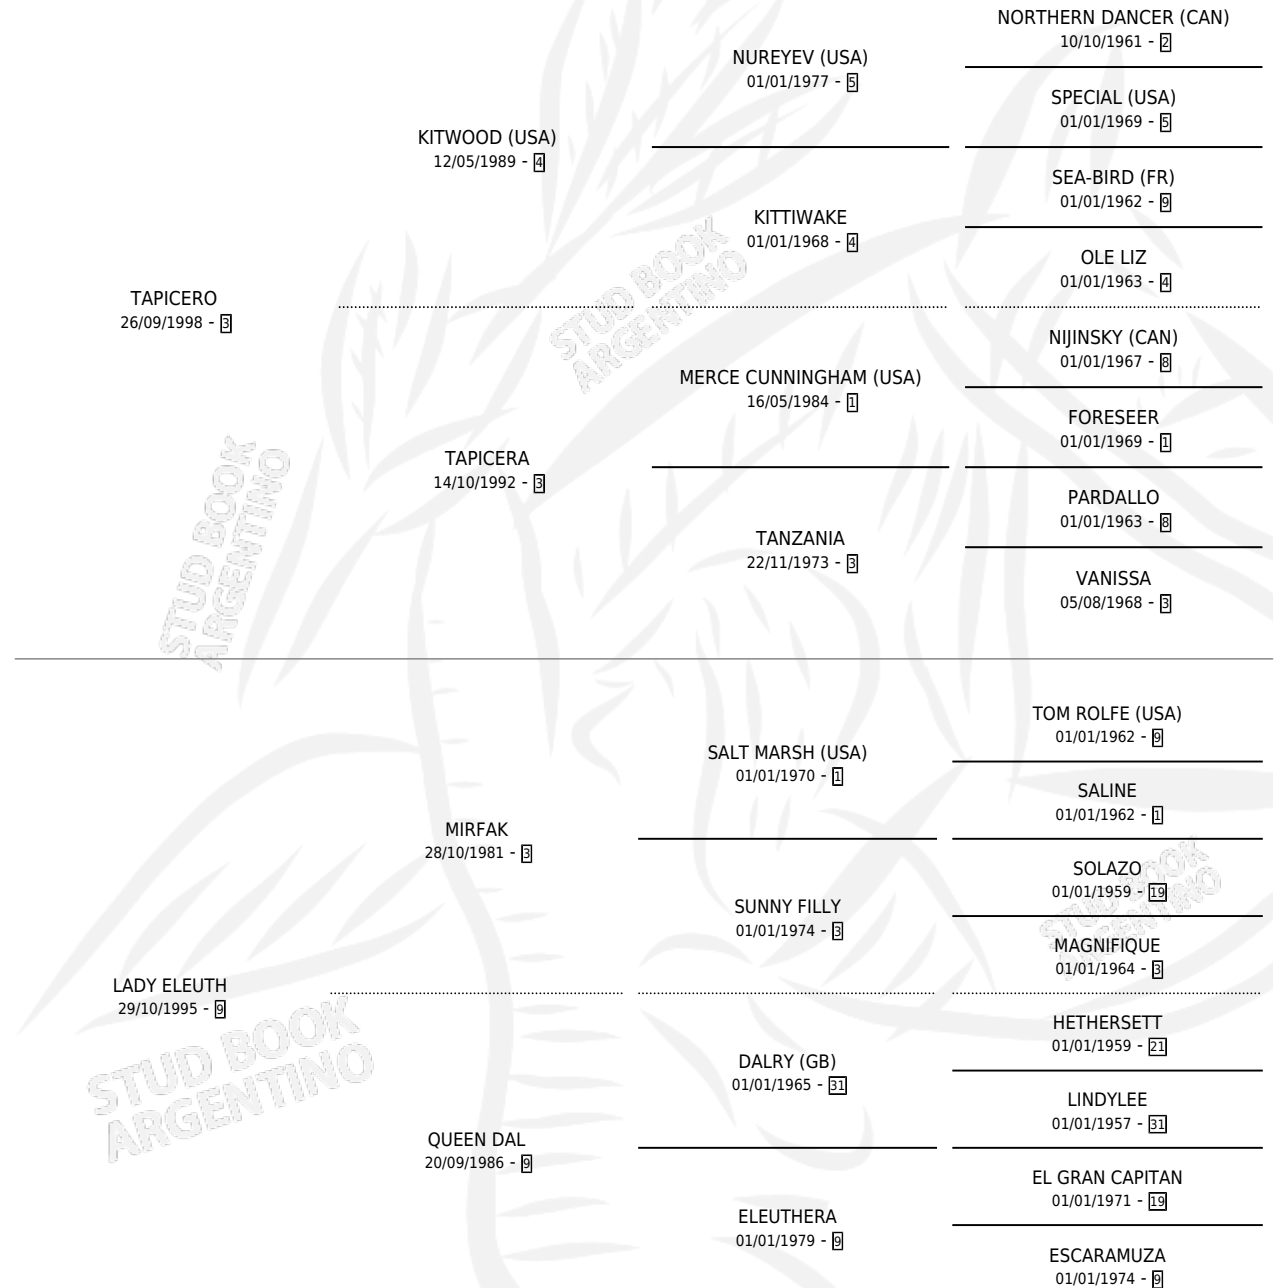 NORTHERN DANCER (CAN)
10/10/1961 - 2
NUREYEV (USA)
01/01/1977 - 5
SPECIAL (USA)
01/01/1969 - 5
KITWOOD (USA)
12/05/1989 - 4
SEA-BIRD (FR)
01/01/1962 - 9
KITTIWAKE
01/01/1968 - 4
OLE LIZ
01/01/1963 - 4
TAPICERO
26/09/1998 - 3
STUD BOOK
ARGENTINO
NIJINSKY (CAN)
01/01/1967 - 8
MERCE CUNNINGHAM (USA)
16/05/1984 - 1
FORESEER
01/01/1969 - 1
TAPICERA
14/10/1992 - 3
PARDALLO
01/01/1963 - 8
TANZANIA
22/11/1973 - 3
VANISSA
05/08/1968 - 3
STUD BOOK
ARGENTINO
TOM ROLFE (USA)
01/01/1962 - 9
SALT MARSH (USA)
01/01/1970 - 1
SALINE
01/01/1962 - 1
MIRFAK
28/10/1981 - 3
SOLAZO
01/01/1959 - 19
SUNNY FILLY
01/01/1974 - 3
MAGNIFIQUE
01/01/1964 - 3
STUD BOOK
ARGENTINO
LADY ELEUTH
29/10/1995 - 9
HETHERSETT
01/01/1959 - 21
DALRY (GB)
01/01/1965 - 31
LINDYLEE
01/01/1957 - 31
STUD BOOK
ARGENTINO
QUEEN DAL
20/09/1986 - 9
EL GRAN CAPITAN
01/01/1971 - 19
ELEUTHERA
01/01/1979 - 9
ESCARAMUZA
01/01/1974 - 9